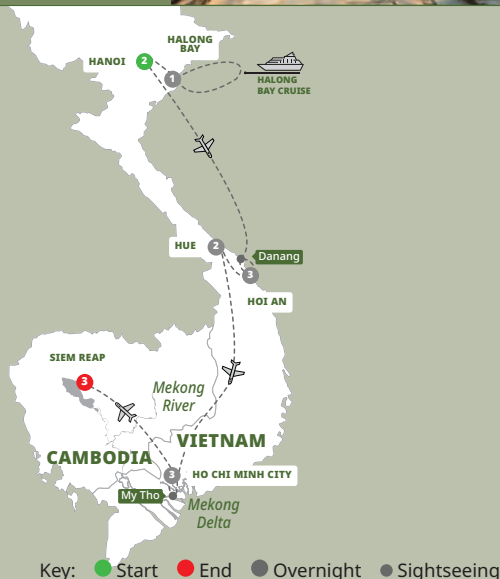 HALONG
BAY
HANOI
2
1
HALONG
BAY CRUISE
HUE
2
Danang
3
HOI AN
SIEM REAP
3
Mekong
River
VIETNAM
CAMBODIA
3
HO CHI MINH CITY
My Tho
Mekong
Delta
Key: Start End Overnight Sightseeing